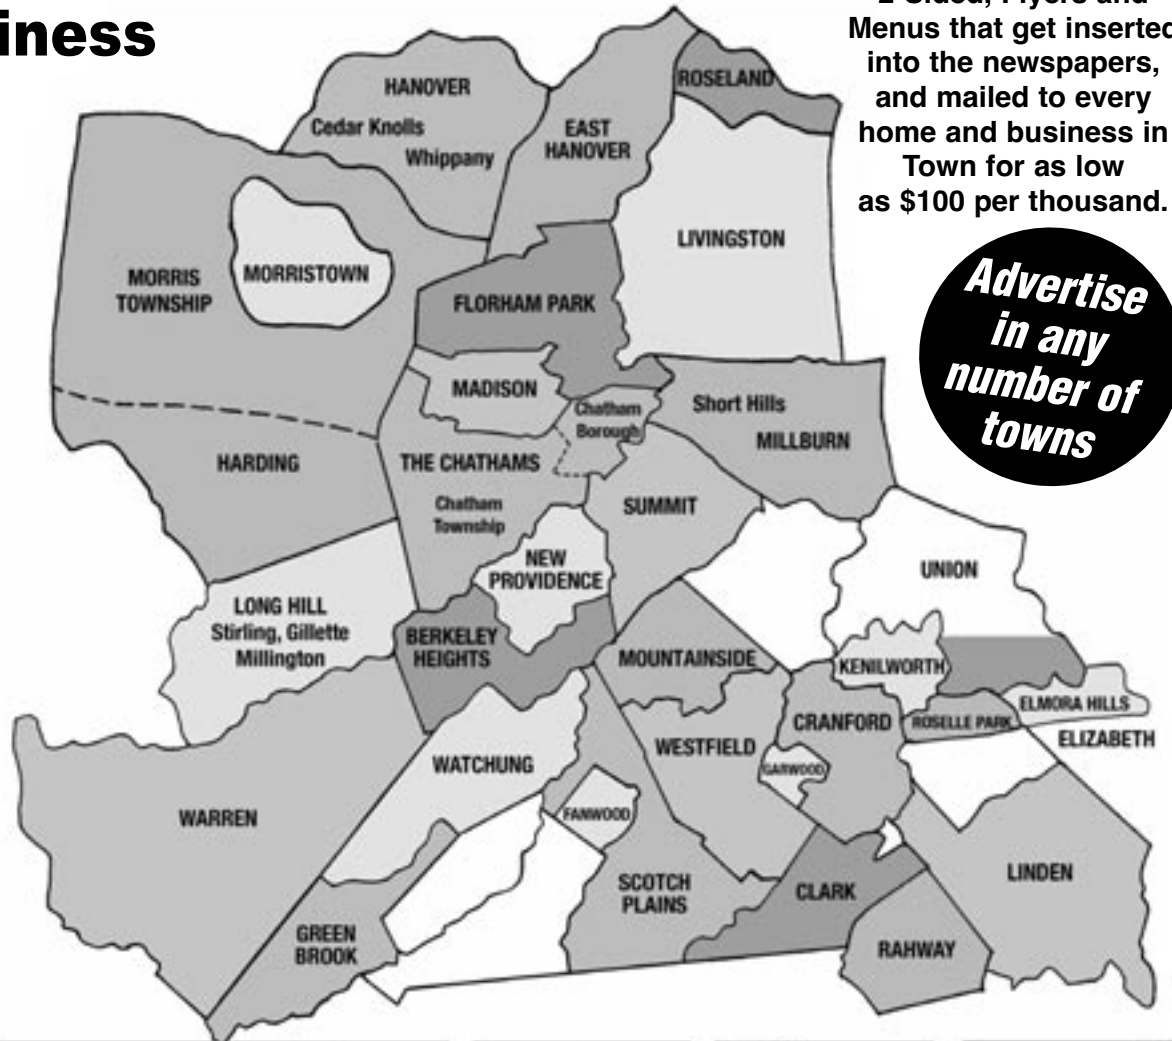 iness
2 Sided, Flyers and
Menus that get inserted
into the newspapers,
and mailed to every
home and business in
Town for as low
as $100 per thousand.
Advertise
in any
number of
towns
HANOVER
Cedar Knolls
Whippany
EAST
HANOVER
ROSELAND
LIVINGSTON
MORRIS
TOWNSHIP
MORRISTOWN
FLORHAM PARK
MADISON
Chatham
Borough
Short Hills
MILLBURN
HARDING
THE CHATHAMS
Chatham
Township
SUMMIT
NEW
PROVIDENCE
UNION
LONG HILL
Stirling, Gillette
Millington
BERKELEY
HEIGHTS
MOUNTAINSIDE
KENILWORTH
ELMORA HILLS
ROSELLE PARK
ELIZABETH
CRANFORD
WESTFIELD
GARWOOD
WATCHUNG
WARREN
FANWOOD
SCOTCH
PLAINS
CLARK
LINDEN
GREEN
BROOK
RAHWAY